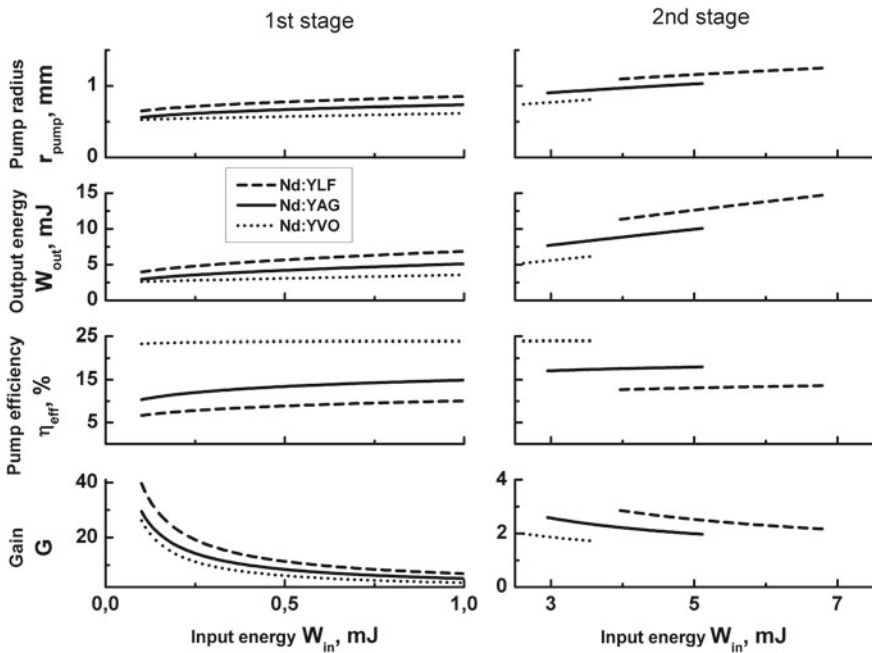 1st stage
2nd stage
Pump radius
r_pump, mm
1
0
Output energy
W_out, mJ
15
10
5
0
Nd:YLF
Nd:YAG
Nd:YVO
Pump efficiency
η_eff, %
25
15
5
Gain
G
40
20
4
2
0
0,0
0,5
1,0
3
5
7
Input energy W_in, mJ
Input energy W_in, mJ